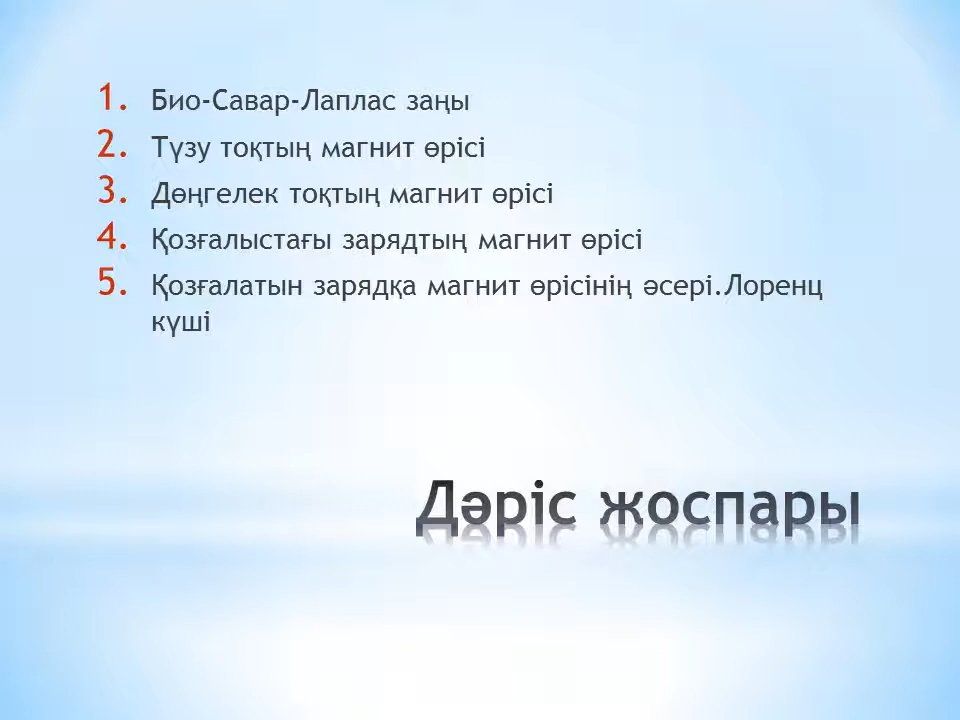 1. Био-Савар-Лаплас заңы
2. Түзу тоқтың магнит өрісі
3. Дөңгелек тоқтың магнит өрісі
4. Қозғалыстағы зарядтың магнит өрісі
5. Қозғалатын зарядқа магнит өрісінің әсері.Лоренц
күші
Дәріс жоспары